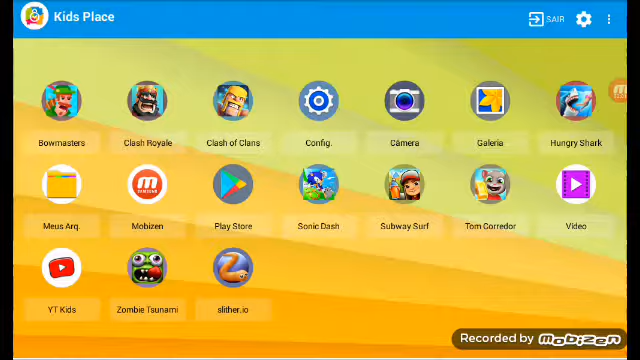 Kids Place
SAIR
Bowmasters
Clash Royale
Clash of Clans
Config.
Câmera
Galeria
Hungry Shark
Meus Arq.
Mobizen
Play Store
Sonic Dash
Subway Surf
Tom Corredor
Vídeo
YT Kids
Zombie Tsunami
slither.io
Recorded by Mobizen